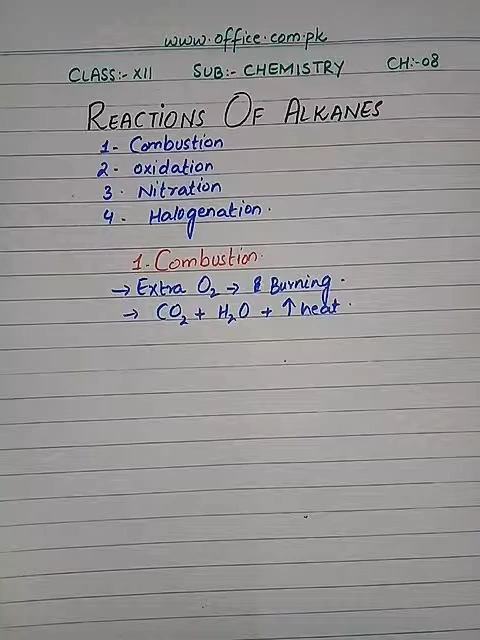 www.office.com.pk
CLASS:- XII SUB:- CHEMISTRY CH:-08
REACTIONS OF ALKANES
1- Combustion
2- oxidation
3. Nitration
4. Halogenation.
1. Combustion.
→ Extra O₂ → Burning.
→ CO₂ + H₂O + ↑ heat.